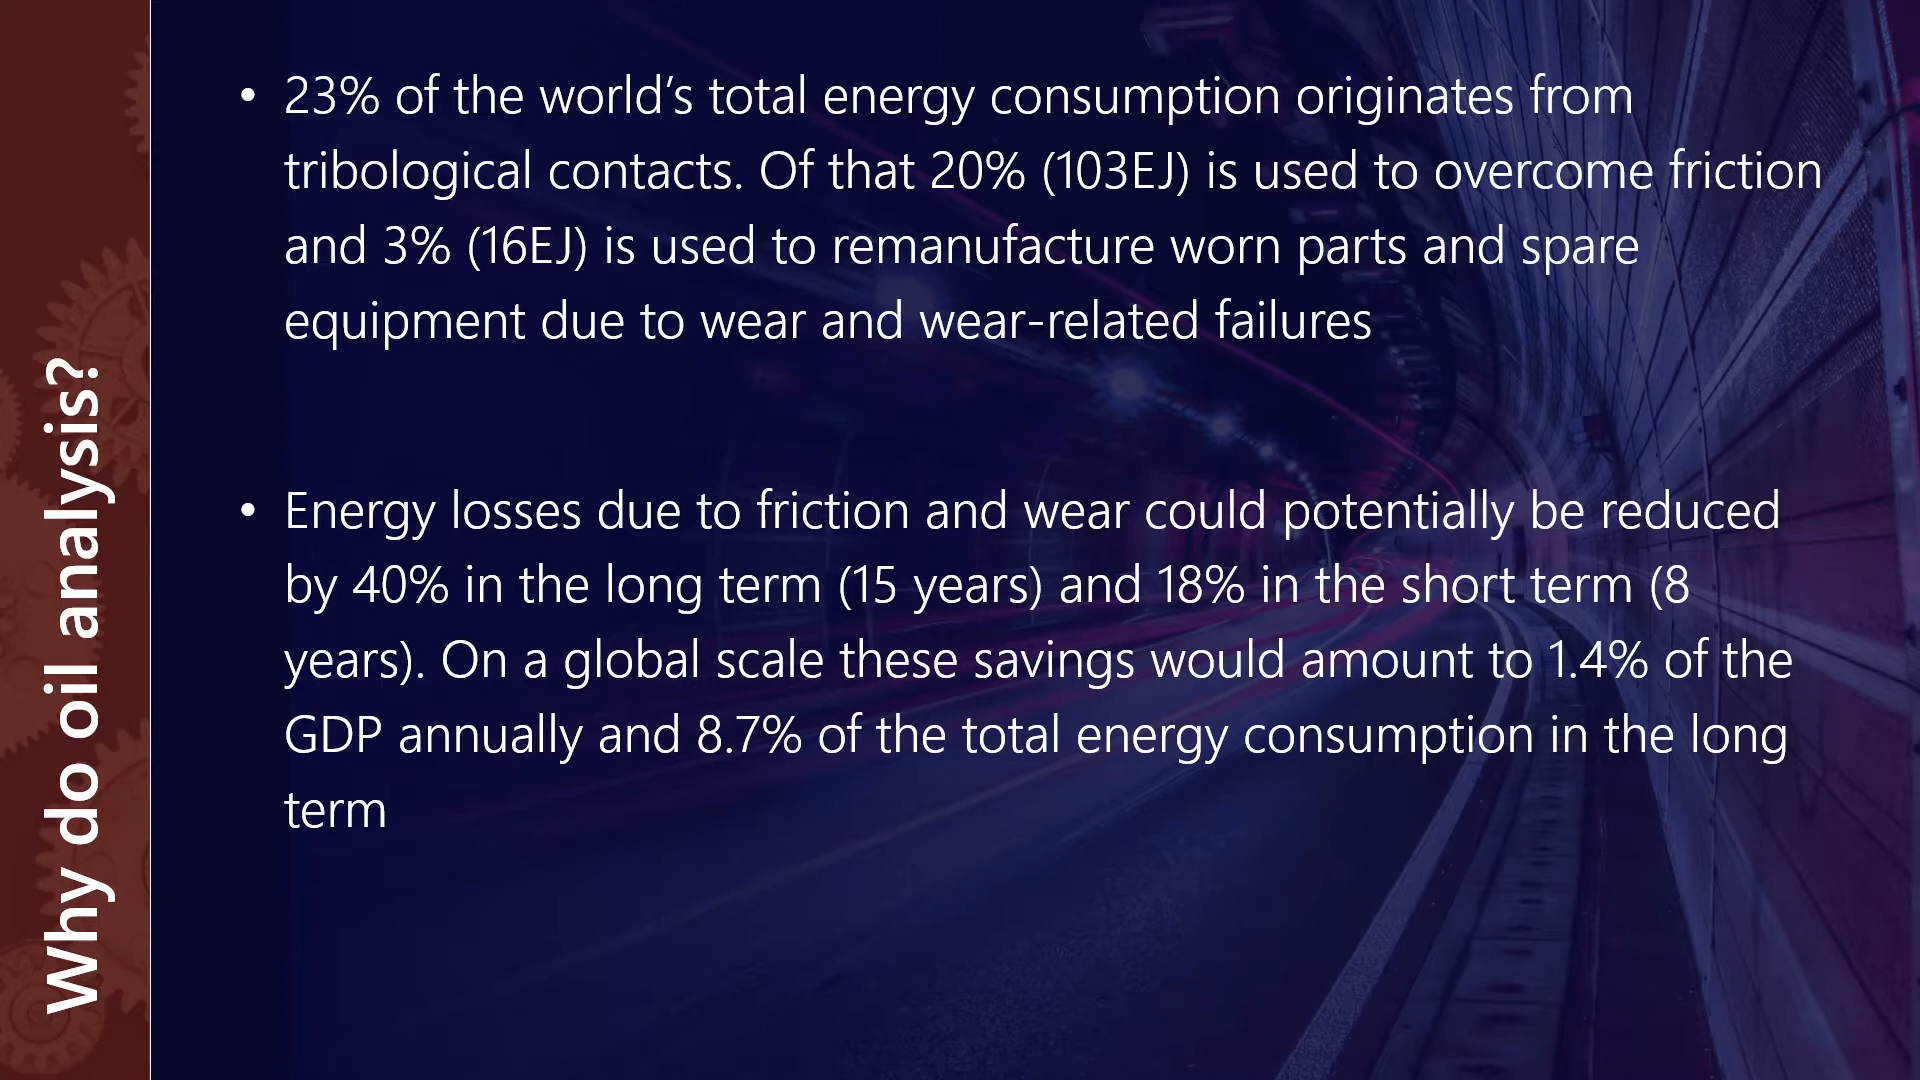 Why do oil analysis?
• 23% of the world’s total energy consumption originates from
tribological contacts. Of that 20% (103EJ) is used to overcome friction
and 3% (16EJ) is used to remanufacture worn parts and spare
equipment due to wear and wear-related failures
• Energy losses due to friction and wear could potentially be reduced
by 40% in the long term (15 years) and 18% in the short term (8
years). On a global scale these savings would amount to 1.4% of the
GDP annually and 8.7% of the total energy consumption in the long
term